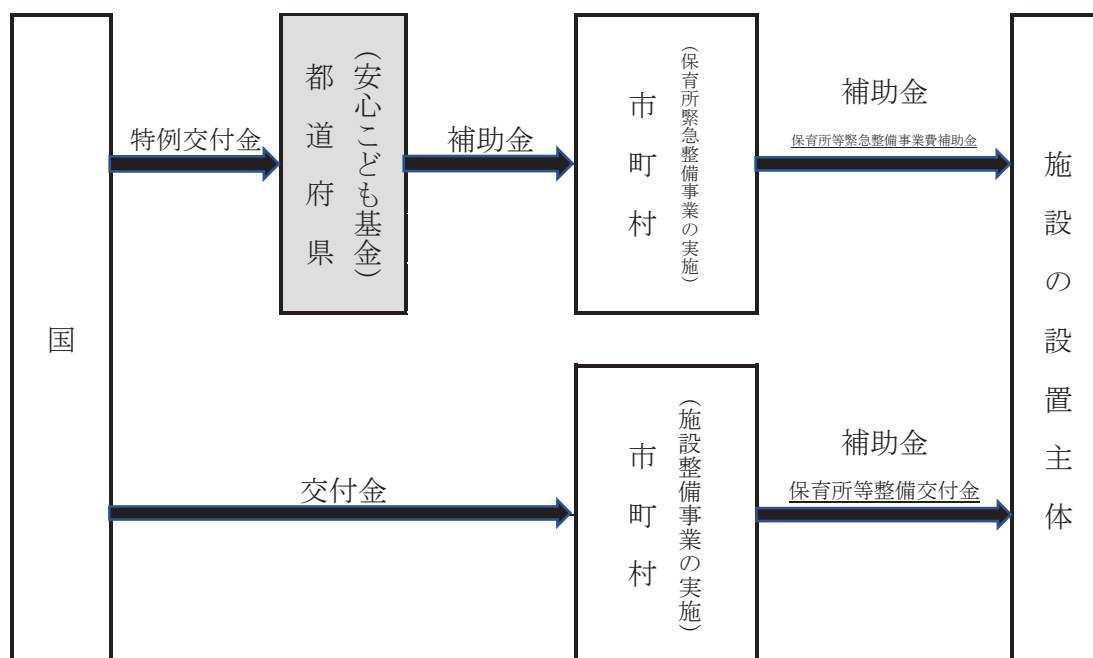 国
特例交付金
都道府県
（安心こども基金）
補助金
市町村
（保育所緊急整備事業の実施）
補助金
保育所等緊急整備事業費補助金
交付金
市町村
（施設整備事業の実施）
補助金
保育所等整備交付金
施設の設置主体